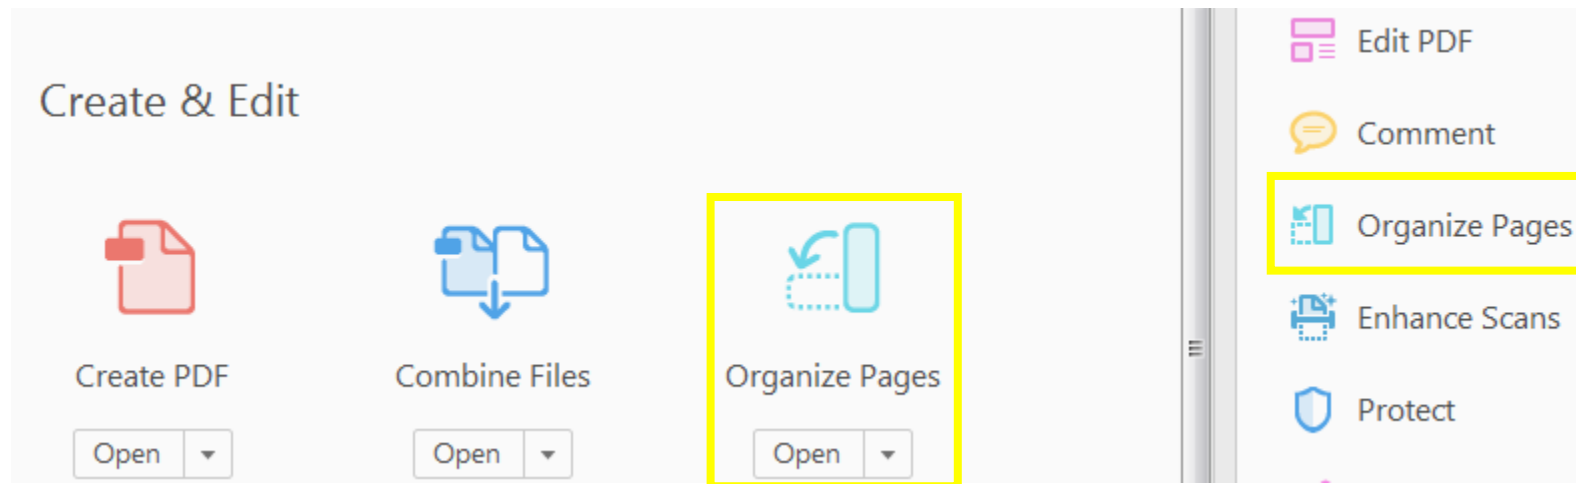 Create & Edit
Create PDF
Combine Files
Organize Pages
Open
Open
Open
Edit PDF
Comment
Organize Pages
Enhance Scans
Protect